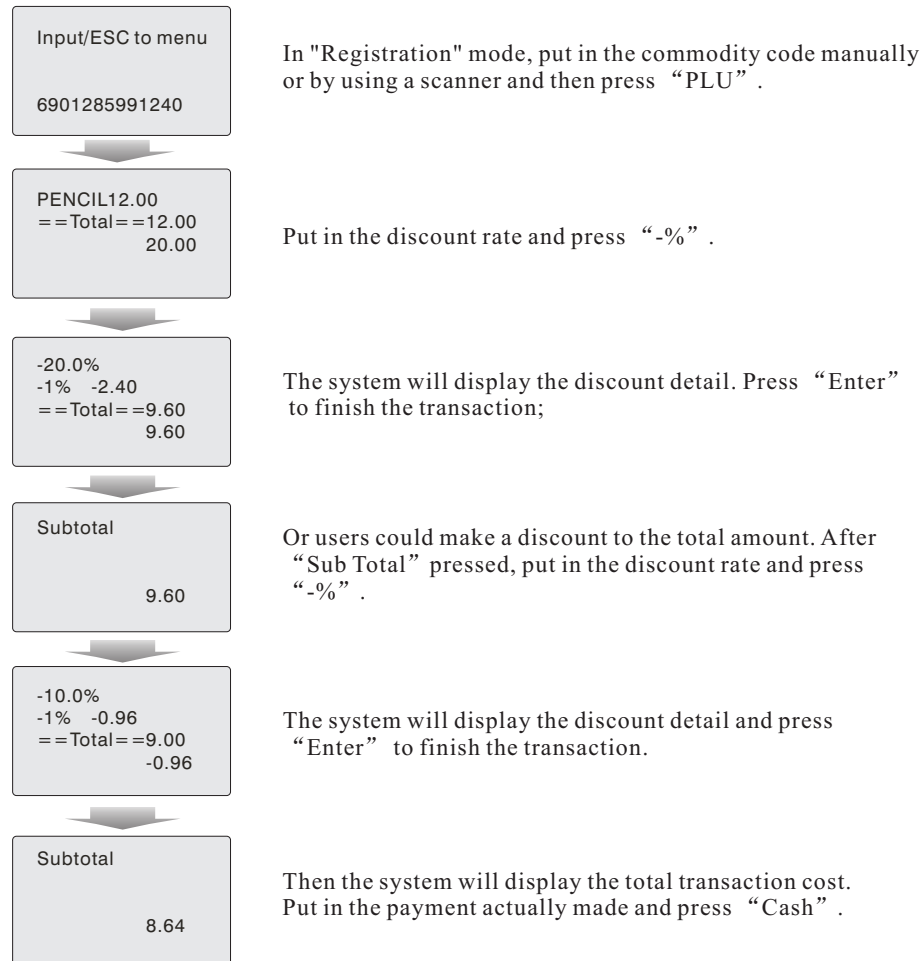 Input/ESC to menu
6901285991240
In "Registration" mode, put in the commodity code manually
or by using a scanner and then press “PLU”.
PENCIL12.00
==Total==12.00
20.00
Put in the discount rate and press “-%”.
-20.0%
-1% -2.40
==Total==9.60
9.60
The system will display the discount detail. Press “Enter”
to finish the transaction;
Subtotal
9.60
Or users could make a discount to the total amount. After
“Sub Total” pressed, put in the discount rate and press
“-%”.
-10.0%
-1% -0.96
==Total==9.00
-0.96
The system will display the discount detail and press
“Enter” to finish the transaction.
Subtotal
8.64
Then the system will display the total transaction cost.
Put in the payment actually made and press “Cash”.